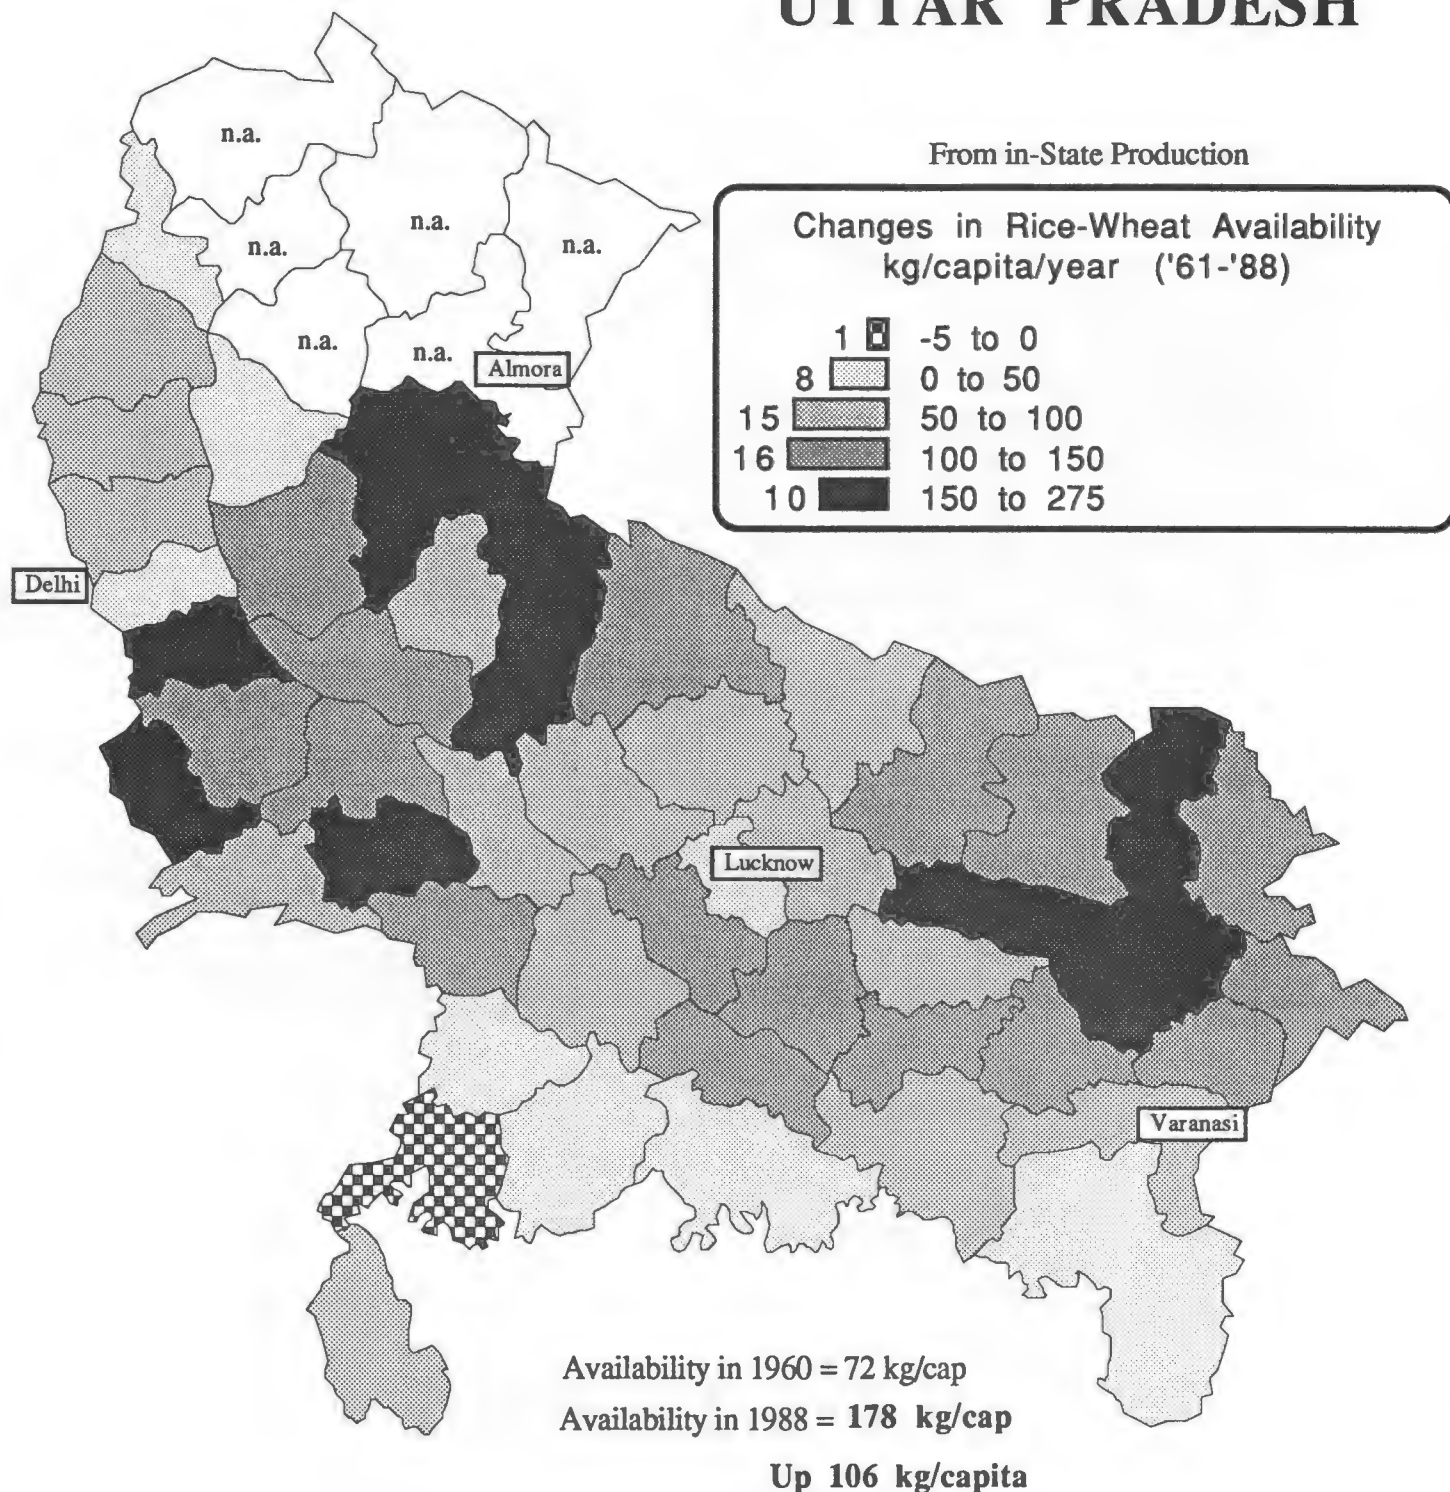 UTTAR PRADESH
From in-State Production
Changes in Rice-Wheat Availability
kg/capita/year ('61-'88)
1 -5 to 0
8 0 to 50
15 50 to 100
16 100 to 150
10 150 to 275
n.a.
n.a.
n.a.
n.a.
n.a.
n.a.
Almora
Delhi
Lucknow
Varanasi
Availability in 1960 = 72 kg/cap
Availability in 1988 = 178 kg/cap
Up 106 kg/capita